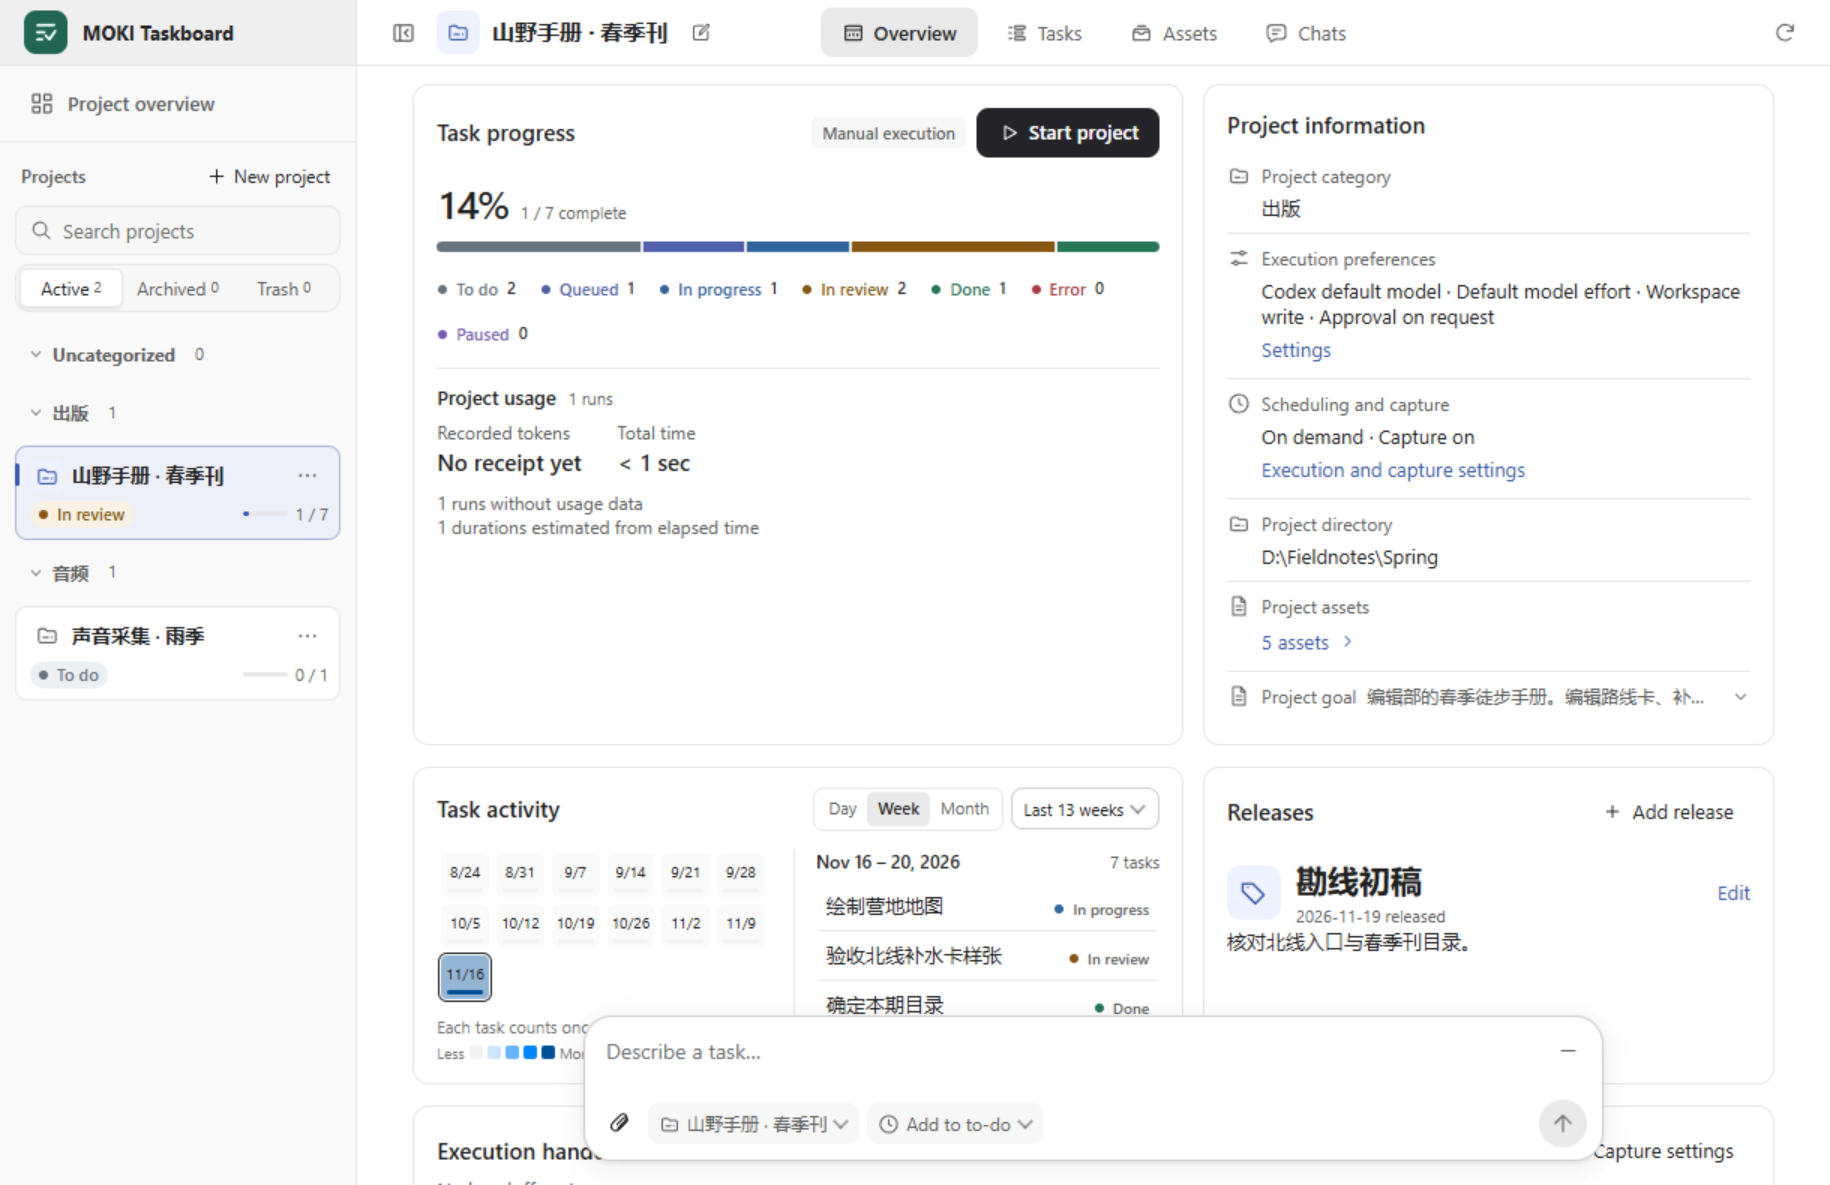 MOKI Taskboard
Project overview
Projects
+ New project
Search projects
Active 2
Archived 0
Trash 0
Uncategorized 0
出版 1
山野手册 · 春季刊
In review
1 / 7
音频 1
声音采集 · 雨季
To do
0 / 1
山野手册 · 春季刊
Overview
Tasks
Assets
Chats
Task progress
Manual execution
Start project
14% 1 / 7 complete
To do 2
Queued 1
In progress 1
In review 2
Done 1
Error 0
Paused 0
Project usage 1 runs
Recorded tokens
Total time
No receipt yet
< 1 sec
1 runs without usage data
1 durations estimated from elapsed time
Project information
Project category
出版
Execution preferences
Codex default model · Default model effort · Workspace
write · Approval on request
Settings
Scheduling and capture
On demand · Capture on
Execution and capture settings
Project directory
D:\Fieldnotes\Spring
Project assets
5 assets
Project goal 编辑部的春季徒步手册。编辑路线卡、补...
Task activity
Day
Week
Month
Last 13 weeks
8/24 8/31 9/7 9/14 9/21 9/28
10/5 10/12 10/19 10/26 11/2 11/9
11/16
Each task counts
Less
Nov 16 – 20, 2026
7 tasks
绘制营地地图
In progress
验收北线补水卡样张
In review
确定本期目录
Done
Releases
+ Add release
勘线初稿
2026-11-19 released
Edit
核对北线入口与春季刊目录。
Describe a task...
山野手册 · 春季刊
Add to to-do
Execution
Capture settings